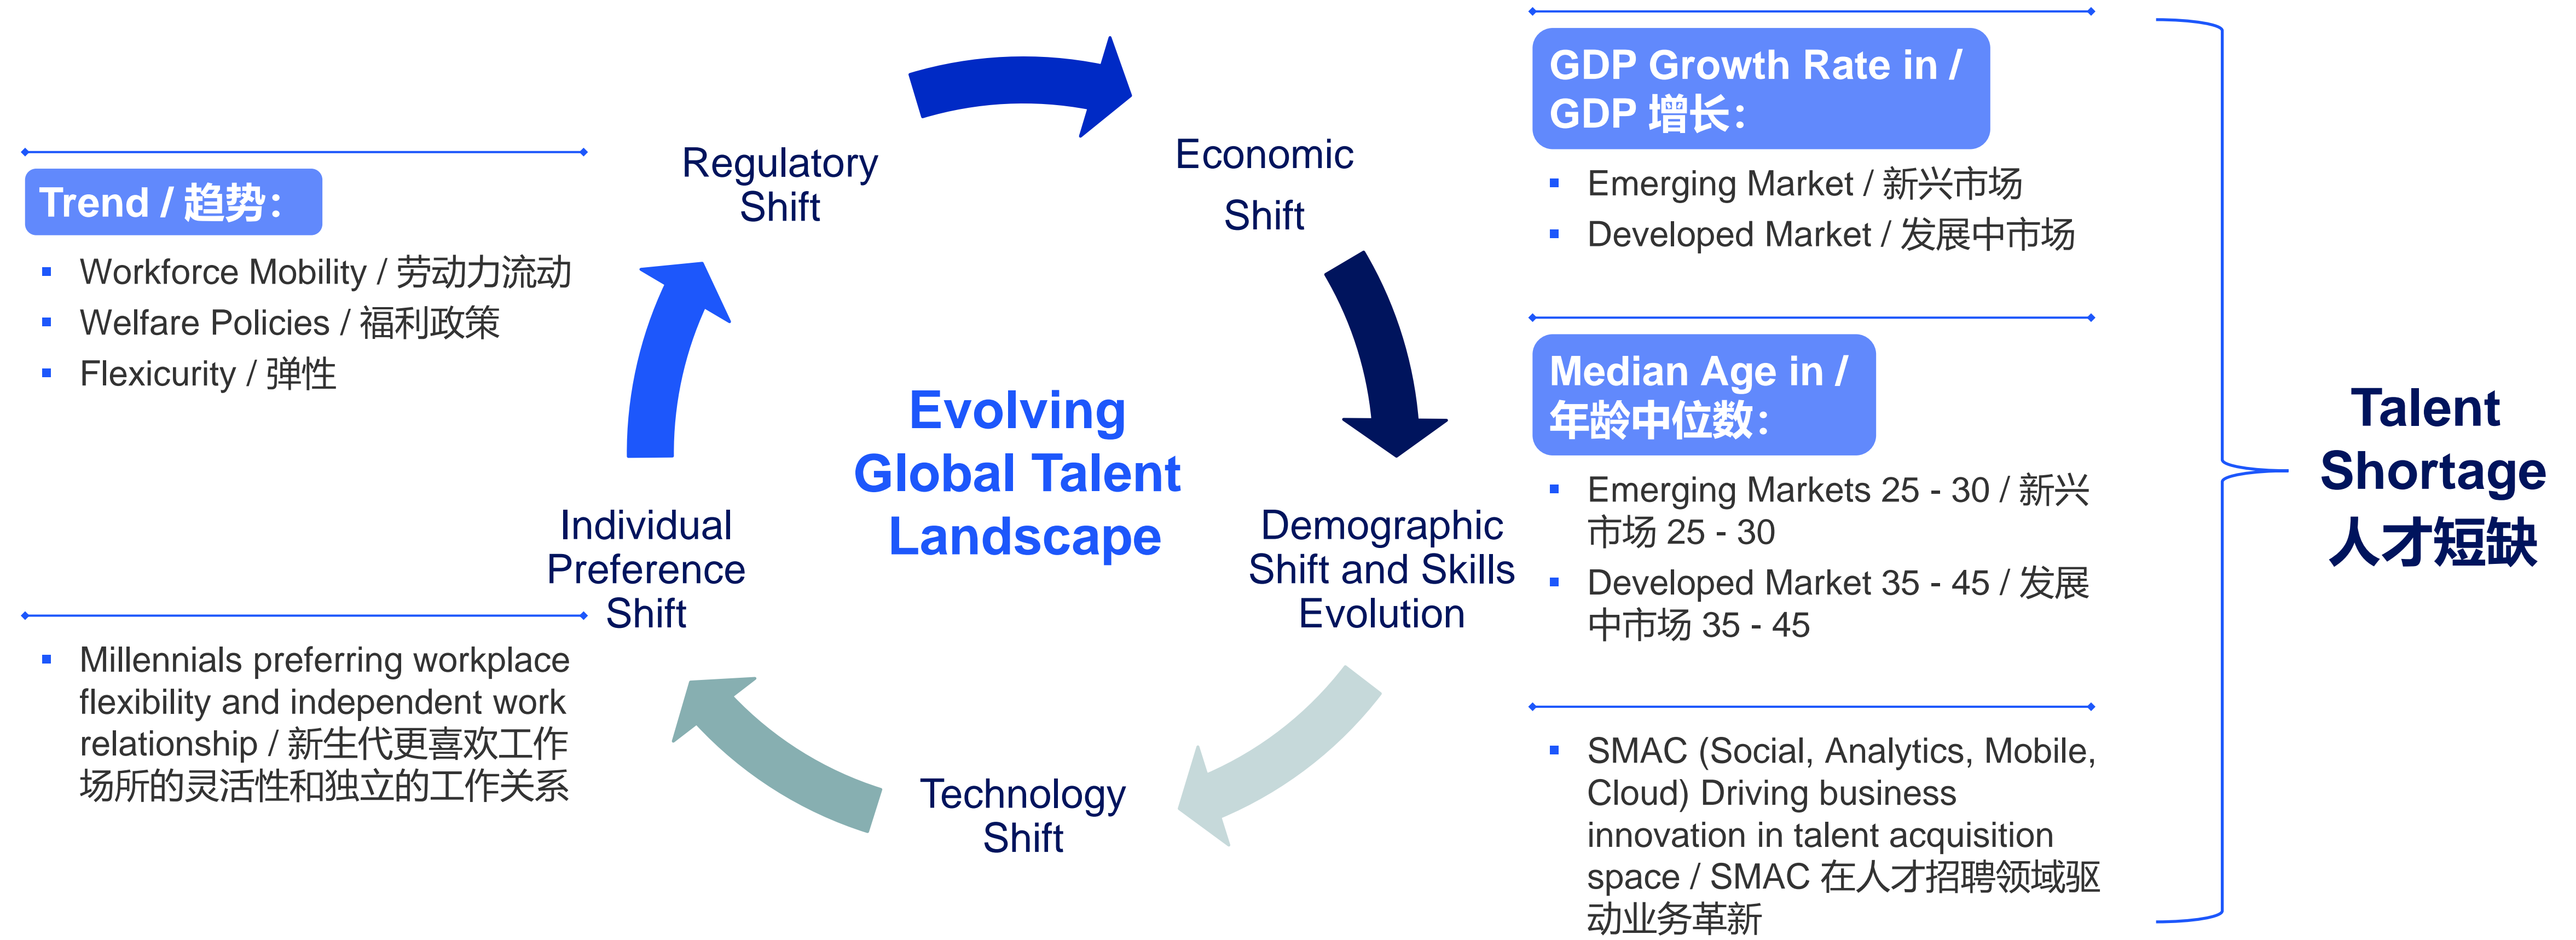 Trend / 趋势：
Workforce Mobility / 劳动力流动
Welfare Policies / 福利政策
Flexicurity / 弹性
Millennials preferring workplace
flexibility and independent work
relationship / 新生代更喜欢工作
场所的灵活性和独立的工作关系
Regulatory
Shift
Economic
Shift
Evolving
Global Talent
Landscape
Individual
Preference
Shift
Demographic
Shift and Skills
Evolution
Technology
Shift
GDP Growth Rate in /
GDP 增长：
Emerging Market / 新兴市场
Developed Market / 发展中市场
Median Age in /
年龄中位数：
Emerging Markets 25 - 30 / 新兴
市场 25 - 30
Developed Market 35 - 45 / 发展
中市场 35 - 45
SMAC (Social, Analytics, Mobile,
Cloud) Driving business
innovation in talent acquisition
space / SMAC 在人才招聘领域驱
动业务革新
Talent
Shortage
人才短缺